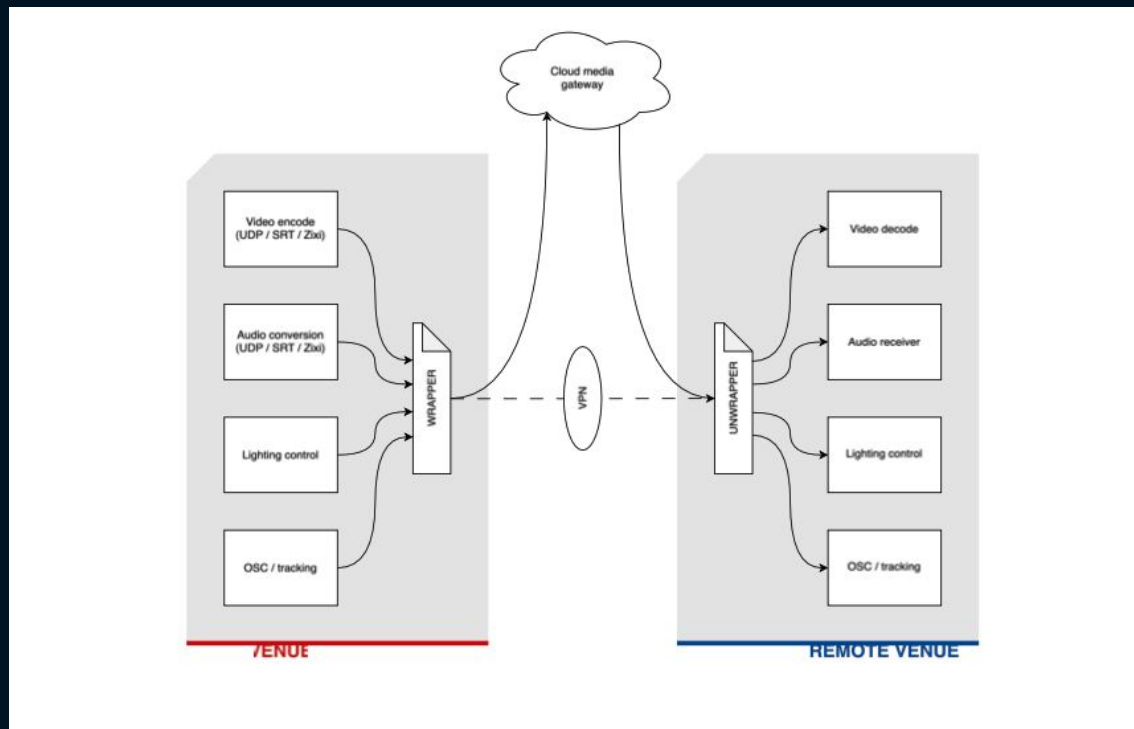 Cloud media
gateway
Video encode
(UDP / SRT / Zixi)
Audio conversion
(UDP / SRT / Zixi)
Lighting control
OSC / tracking
WRAPPER
VPN
UNWRAPPER
Video decode
Audio receiver
Lighting control
OSC / tracking
VENUE
REMOTE VENUE